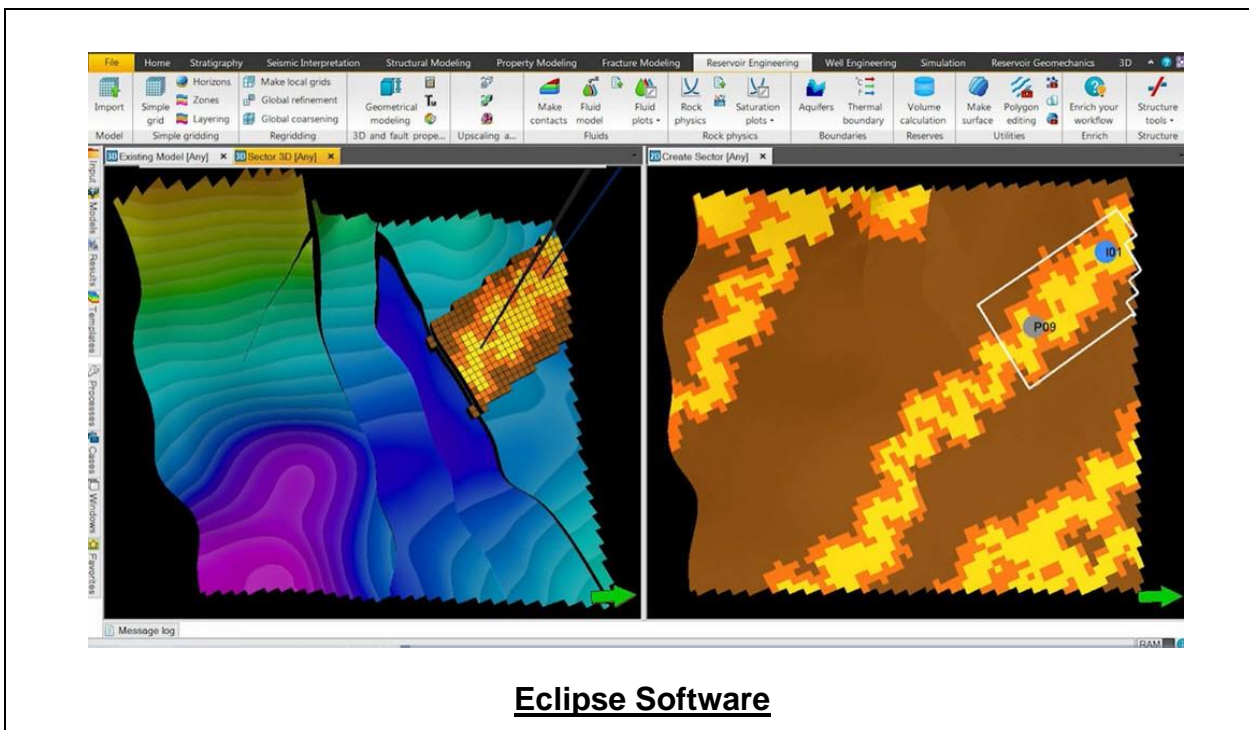 File Home Stratigraphy Seismic Interpretation Structural Modeling Property Modeling Fracture Modeling Reservoir Engineering Well Engineering Simulation Reservoir Geomechanics 3D
Import
Simple grid
Horizons
Zones
Layering
Make local grids
Global refinement
Global coarsening
Geometrical modeling
Make contacts
Fluid model
Fluid plots
Rock physics
Saturation plots
Aquifers
Thermal boundary
Volume calculation
Make surface
Polygon editing
Enrich your workflow
Structure tools
Model Simple gridding Regridding 3D and fault prope... Upscaling a... Fluids Rock physics Boundaries Reserves Utilities Enrich Structure
Existing Model [Any] Sector 3D [Any] Create Sector [Any]
Input
Models
Results
Templates
Processes
Cases
Windows
Favorites
I01
P09
Message log
RAM
Eclipse Software